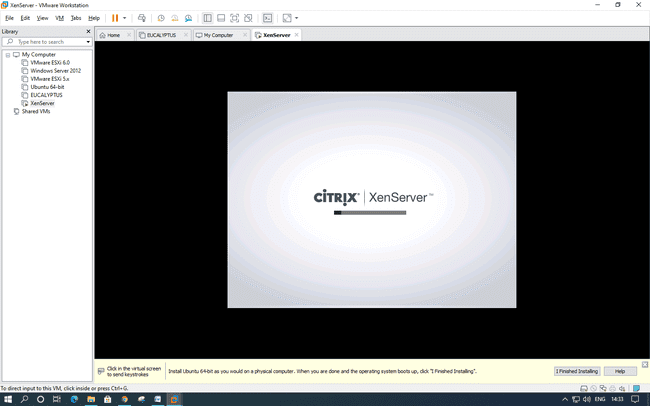 XenServer - VMware Workstation
File Edit View VM Tabs Help
Library
Type here to search
My Computer
VMware ESXi 6.0
Windows Server 2012
VMware ESXi 5.x
Ubuntu 64-bit
EUCALYPTUS
XenServer
Shared VMs
Home EUCALYPTUS My Computer XenServer
CİTRIX® XenServer™
Click in the virtual screen
to send keystrokes
Install Ubuntu 64-bit as you would on a physical computer. When you are done and the operating system boots up, click "I Finished Installing".
I Finished Installing Help
To direct input to this VM, click inside or press Ctrl+G.
ENG 14:33